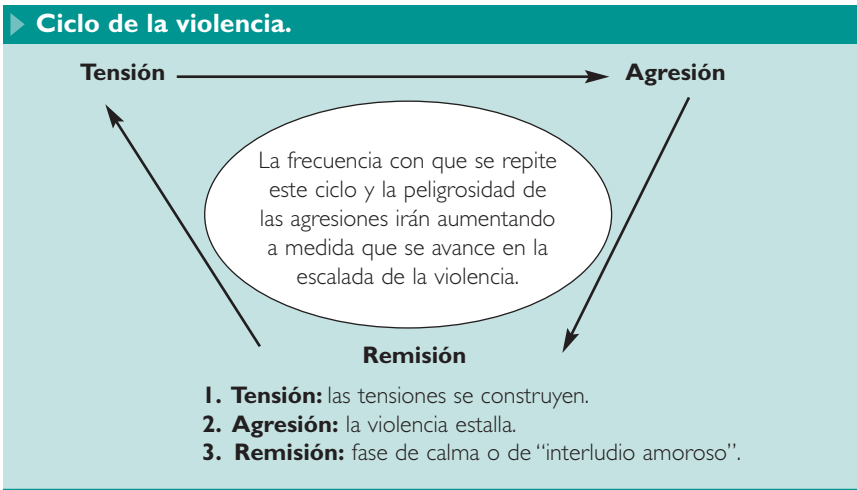 Ciclo de la violencia.
Tensión
Agresión
La frecuencia con que se repite
este ciclo y la peligrosidad de
las agresiones irán aumentando
a medida que se avance en la
escalada de la violencia.
Remisión
1. Tensión: las tensiones se construyen.
2. Agresión: la violencia estalla.
3. Remisión: fase de calma o de “interludio amoroso”.